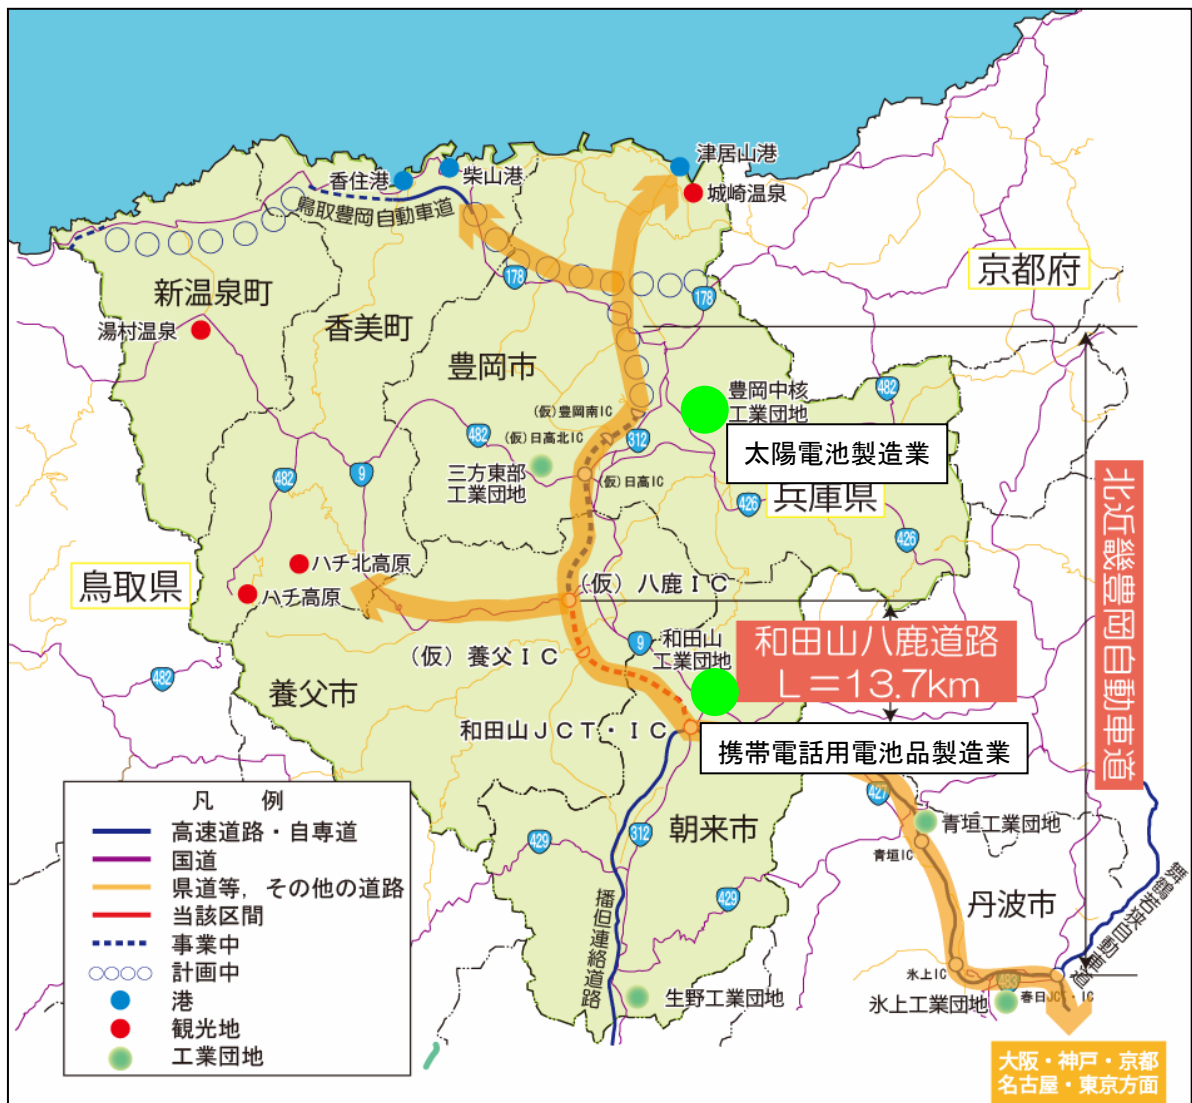 津居山港
城崎温泉
香住港
柴山港
鳥取豊岡自動車道
京都府
178
178
新温泉町
湯村温泉
香美町
豊岡市
豊岡中核
工業団地
482
(仮)豊岡南IC
(仮)日高北IC
482
312
太陽電池製造業
三方東部
工業団地
(仮)日高IC
482
9
兵庫県
426
426
北近畿豊岡自動車道
ハチ北高原
ハチ高原
鳥取県
(仮)八鹿IC
和田山八鹿道路
L=13.7km
9
和田山
工業団地
(仮)養父IC
482
養父市
和田山JCT・IC
携帯電話用電池品製造業
427
青垣工業団地
青垣IC
朝来市
312
429
429
丹波市
舞鶴若狭自動車道
播但連絡道路
氷上IC
483
春日JCT・IC
氷上工業団地
生野工業団地
大阪・神戸・京都
名古屋・東京方面
凡 例
高速道路・自専道
国道
県道等，その他の道路
当該区間
事業中
計画中
港
観光地
工業団地